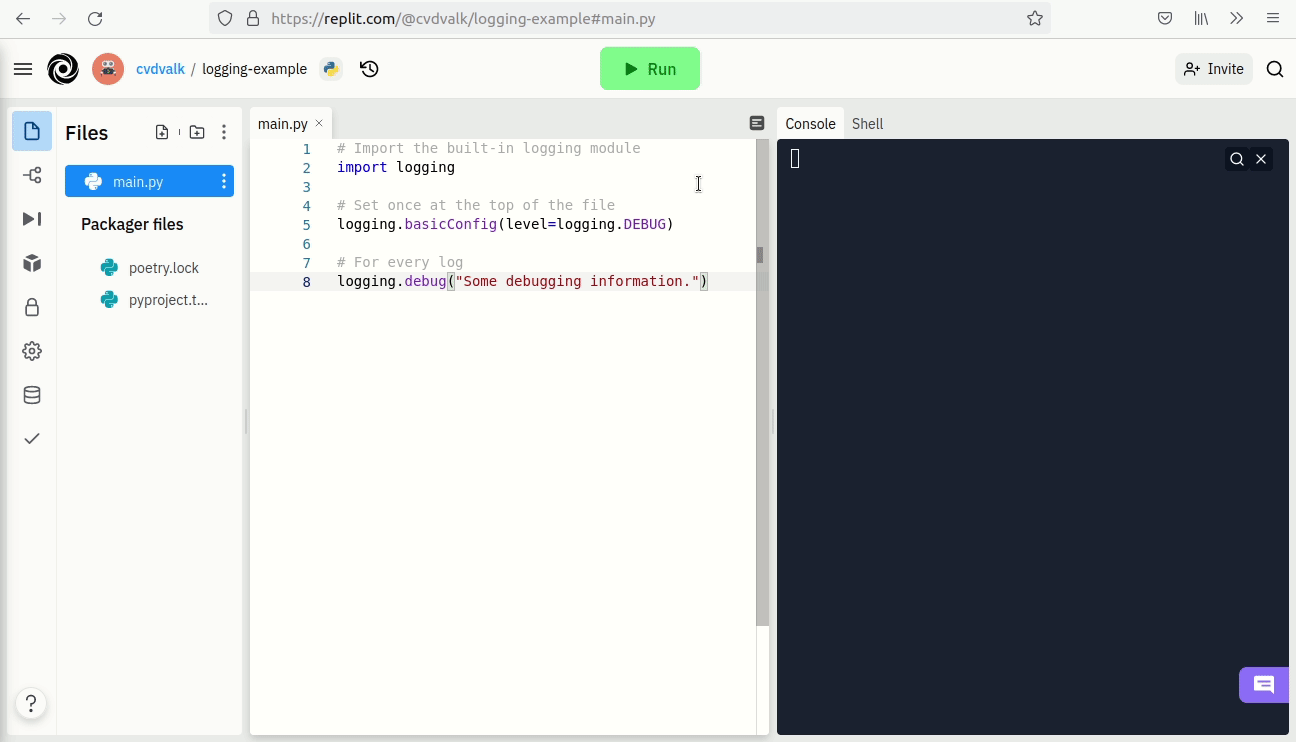 https://replit.com/@cvdvalk/logging-example#main.py
cvdvalk / logging-example
Run
Invite
Files
main.py
Packager files
poetry.lock
pyproject.t...
?
main.py
1 # Import the built-in logging module
2 import logging
3
4 # Set once at the top of the file
5 logging.basicConfig(level=logging.DEBUG)
6
7 # For every log
8 logging.debug("Some debugging information.")
Console Shell